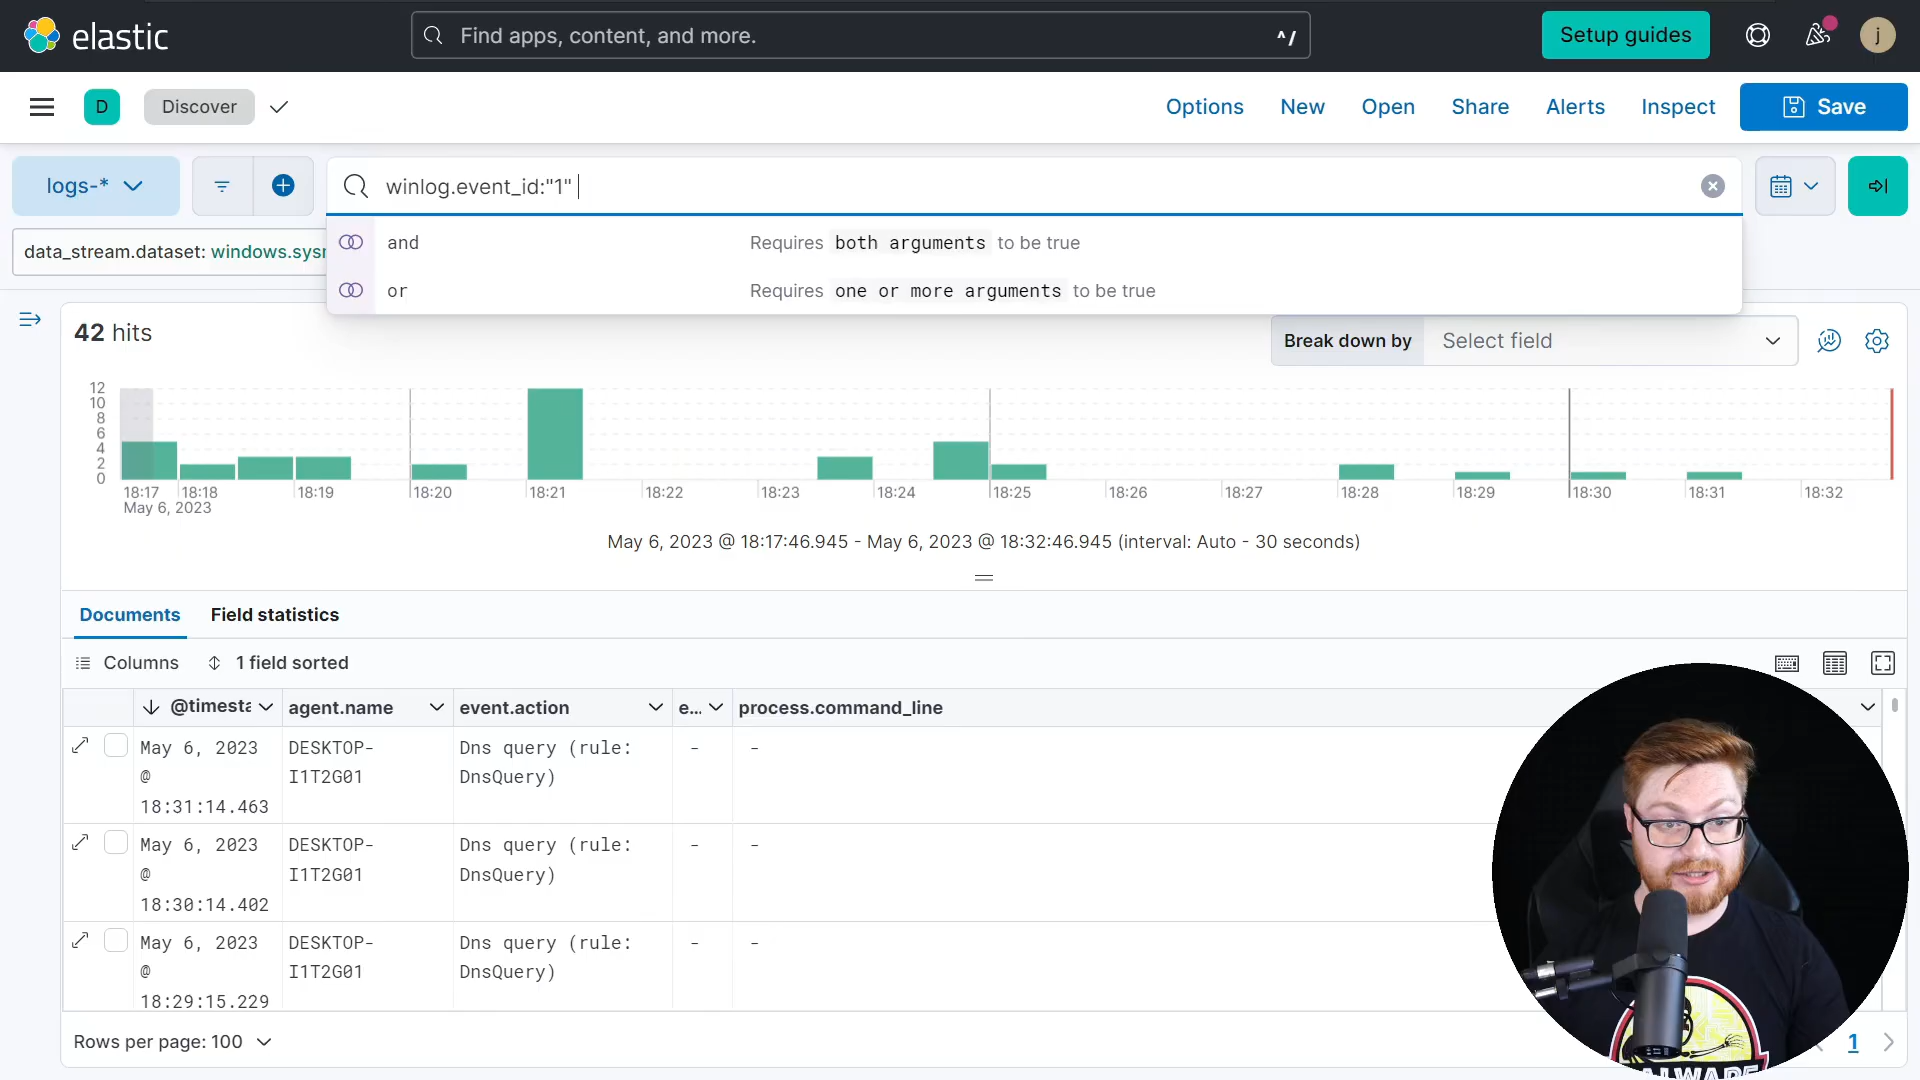 elastic
Find apps, content, and more.
^/
Setup guides
j
D
Discover
Options
New
Open
Share
Alerts
Inspect
Save
logs-*
winlog.event_id:"1"
and
Requires both arguments to be true
or
Requires one or more arguments to be true
data_stream.dataset: windows.sys
42 hits
Break down by
Select field
12
10
8
6
4
2
0
18:17 18:18 18:19 18:20 18:21 18:22 18:23 18:24 18:25 18:26 18:27 18:28 18:29 18:30 18:31 18:32
May 6, 2023
May 6, 2023 @ 18:17:46.945 - May 6, 2023 @ 18:32:46.945 (interval: Auto - 30 seconds)
Documents
Field statistics
Columns
1 field sorted
@timesta agent.name event.action e... process.command_line
May 6, 2023 DESKTOP- Dns query (rule: - -
@ I1T2G01 DnsQuery)
18:31:14.463
May 6, 2023 DESKTOP- Dns query (rule: - -
@ I1T2G01 DnsQuery)
18:30:14.402
May 6, 2023 DESKTOP- Dns query (rule: - -
@ I1T2G01 DnsQuery)
18:29:15.229
Rows per page: 100
1